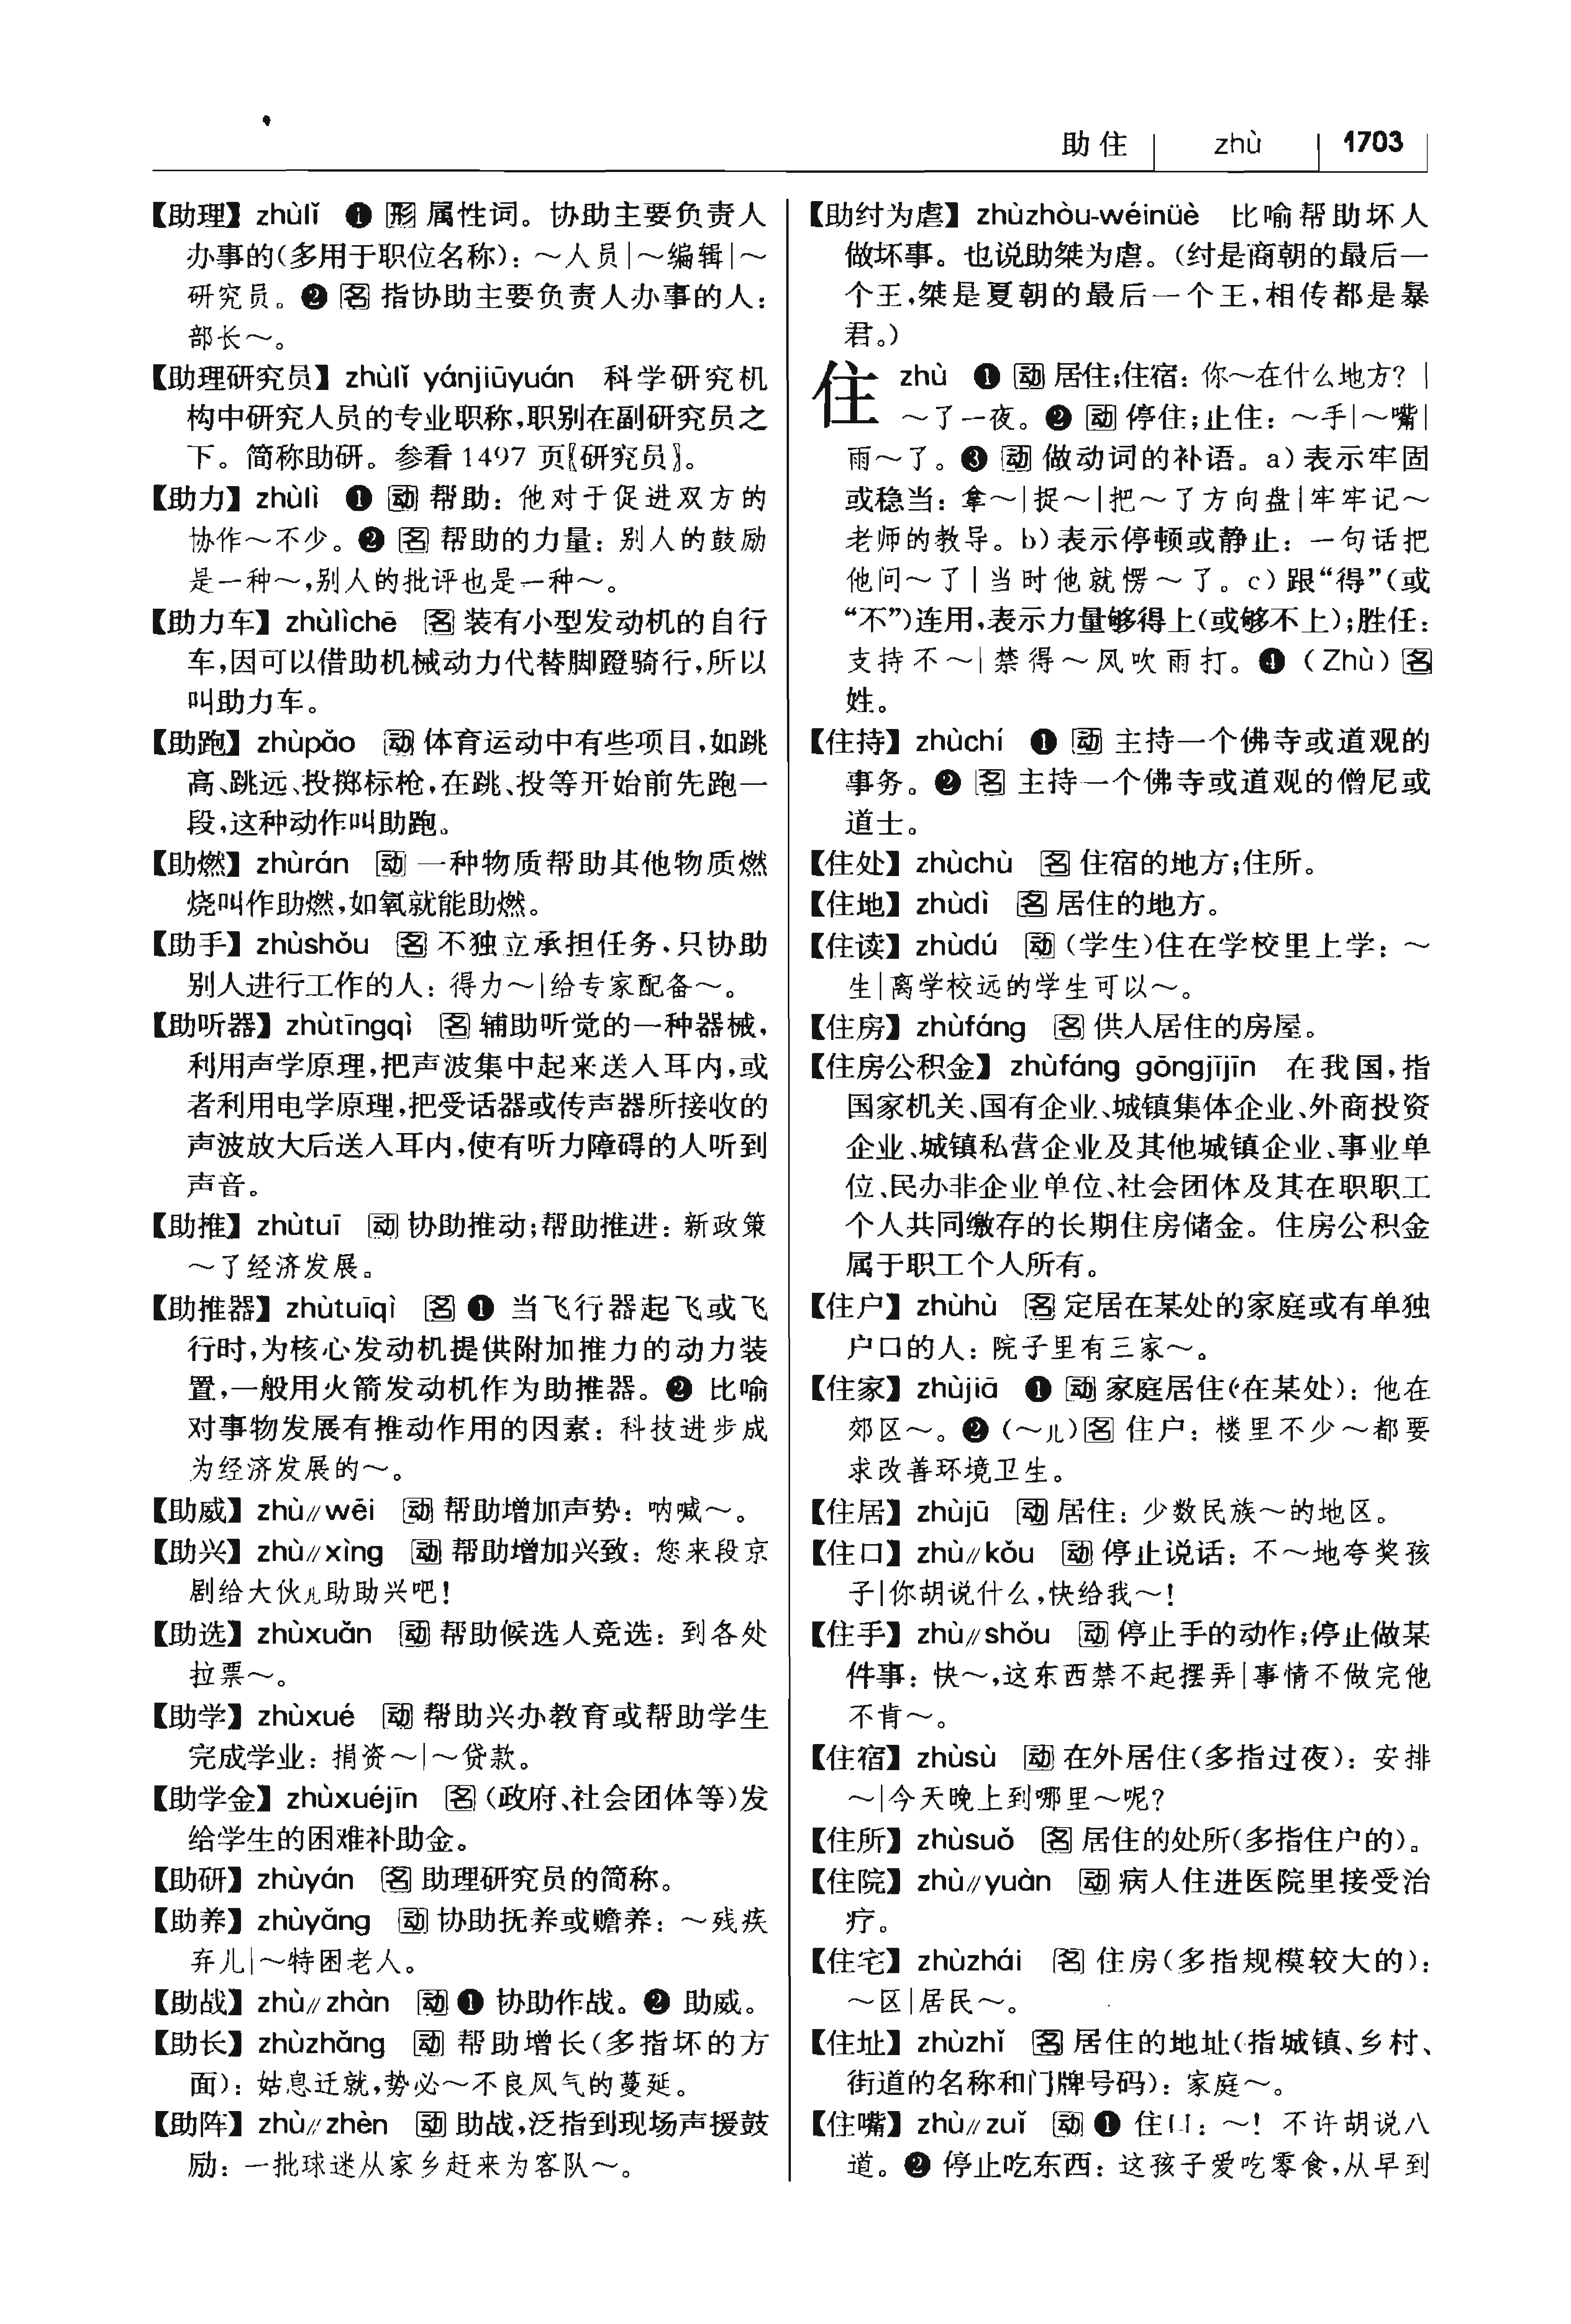 助住 zhù 1703
【助理】 zhùlǐ ❶ 形 属性词。协助主要负责人
办事的(多用于职位名称)：～人员|～编辑|～
研究员。❷ 名 指协助主要负责人办事的人：
部长～。
【助理研究员】 zhùlǐ yánjiūyuán 科学研究机
构中研究人员的专业职称,职别在副研究员之
下。简称助研。参看1497页〖研究员〗。
【助力】 zhùlì ❶ 动 帮助：他对于促进双方的
协作～不少。❷ 名 帮助的力量：别人的鼓励
是一种～,别人的批评也是一种～。
【助力车】 zhùlìchē 名 装有小型发动机的自行
车,因可以借助机械动力代替脚蹬骑行,所以
叫助力车。
【助跑】 zhùpǎo 动 体育运动中有些项目,如跳
高、跳远、投掷标枪,在跳、投等开始前先跑一
段,这种动作叫助跑。
【助燃】 zhùrán 动 一种物质帮助其他物质燃
烧叫作助燃,如氧就能助燃。
【助手】 zhùshǒu 名 不独立承担任务,只协助
别人进行工作的人：得力～|给专家配备～。
【助听器】 zhùtīngqì 名 辅助听觉的一种器械,
利用声学原理,把声波集中起来送入耳内,或
者利用电学原理,把受话器或传声器所接收的
声波放大后送入耳内,使有听力障碍的人听到
声音。
【助推】 zhùtuī 动 协助推动;帮助推进：新政策
～了经济发展。
【助推器】 zhùtuīqì 名 ❶ 当飞行器起飞或飞
行时,为核心发动机提供附加推力的动力装
置,一般用火箭发动机作为助推器。❷ 比喻
对事物发展有推动作用的因素：科技进步成
为经济发展的～。
【助威】 zhù∥wēi 动 帮助增加声势：呐喊～。
【助兴】 zhù∥xìng 动 帮助增加兴致：您来段京
剧给大伙儿助助兴吧!
【助选】 zhùxuǎn 动 帮助候选人竞选：到各处
拉票～。
【助学】 zhùxué 动 帮助兴办教育或帮助学生
完成学业：捐资～|～贷款。
【助学金】 zhùxuéjīn 名 (政府、社会团体等)发
给学生的困难补助金。
【助研】 zhùyán 名 助理研究员的简称。
【助养】 zhùyǎng 动 协助抚养或赡养：～残疾
弃儿|～特困老人。
【助战】 zhù∥zhàn 动 ❶ 协助作战。❷ 助威。
【助长】 zhùzhǎng 动 帮助增长(多指坏的方
面)：姑息迁就,势必～不良风气的蔓延。
【助阵】 zhù∥zhèn 动 助战,泛指到现场声援鼓
励：一批球迷从家乡赶来为客队～。
【助纣为虐】 zhùzhòu-wéinüè 比喻帮助坏人
做坏事。也说助桀为虐。(纣是商朝的最后一
个王,桀是夏朝的最后一个王,相传都是暴
君。)
住 zhù ❶ 动 居住;住宿：你～在什么地方? |
～了一夜。❷ 动 停住;止住：～手|～嘴|
雨～了。❸ 动 做动词的补语。a) 表示牢固
或稳当：拿～|捉～|把～了方向盘|牢牢记～
老师的教导。b) 表示停顿或静止：一句话把
他问～了|当时他就愣～了。c) 跟“得”(或
“不”)连用,表示力量够得上(或够不上);胜任：
支持不～|禁得～风吹雨打。❹ (Zhù) 名
姓。
【住持】 zhùchí ❶ 动 主持一个佛寺或道观的
事务。❷ 名 主持一个佛寺或道观的僧尼或
道士。
【住处】 zhùchù 名 住宿的地方;住所。
【住地】 zhùdì 名 居住的地方。
【住读】 zhùdú 动 (学生)住在学校里上学：～
生|离学校远的学生可以～。
【住房】 zhùfáng 名 供人居住的房屋。
【住房公积金】 zhùfáng gōngjījīn 在我国,指
国家机关、国有企业、城镇集体企业、外商投资
企业、城镇私营企业及其他城镇企业、事业单
位、民办非企业单位、社会团体及其在职职工
个人共同缴存的长期住房储金。住房公积金
属于职工个人所有。
【住户】 zhùhù 名 定居在某处的家庭或有单独
户口的人：院子里有三家～。
【住家】 zhùjiā ❶ 动 家庭居住(在某处)：他在
郊区～。❷ (～儿) 名 住户：楼里不少～都要
求改善环境卫生。
【住居】 zhùjū 动 居住：少数民族～的地区。
【住口】 zhù∥kǒu 动 停止说话：不～地夸奖孩
子|你胡说什么,快给我～!
【住手】 zhù∥shǒu 动 停止手的动作;停止做某
件事：快～,这东西禁不起摆弄|事情不做完他
不肯～。
【住宿】 zhùsù 动 在外居住(多指过夜)：安排
～|今天晚上到哪里～呢?
【住所】 zhùsuǒ 名 居住的处所(多指住户的)。
【住院】 zhù∥yuàn 动 病人住进医院里接受治
疗。
【住宅】 zhùzhái 名 住房(多指规模较大的)：
～区|居民～。
【住址】 zhùzhǐ 名 居住的地址(指城镇、乡村、
街道的名称和门牌号码)：家庭～。
【住嘴】 zhù∥zuǐ 动 ❶ 住口：～! 不许胡说八
道。❷ 停止吃东西：这孩子爱吃零食,从早到